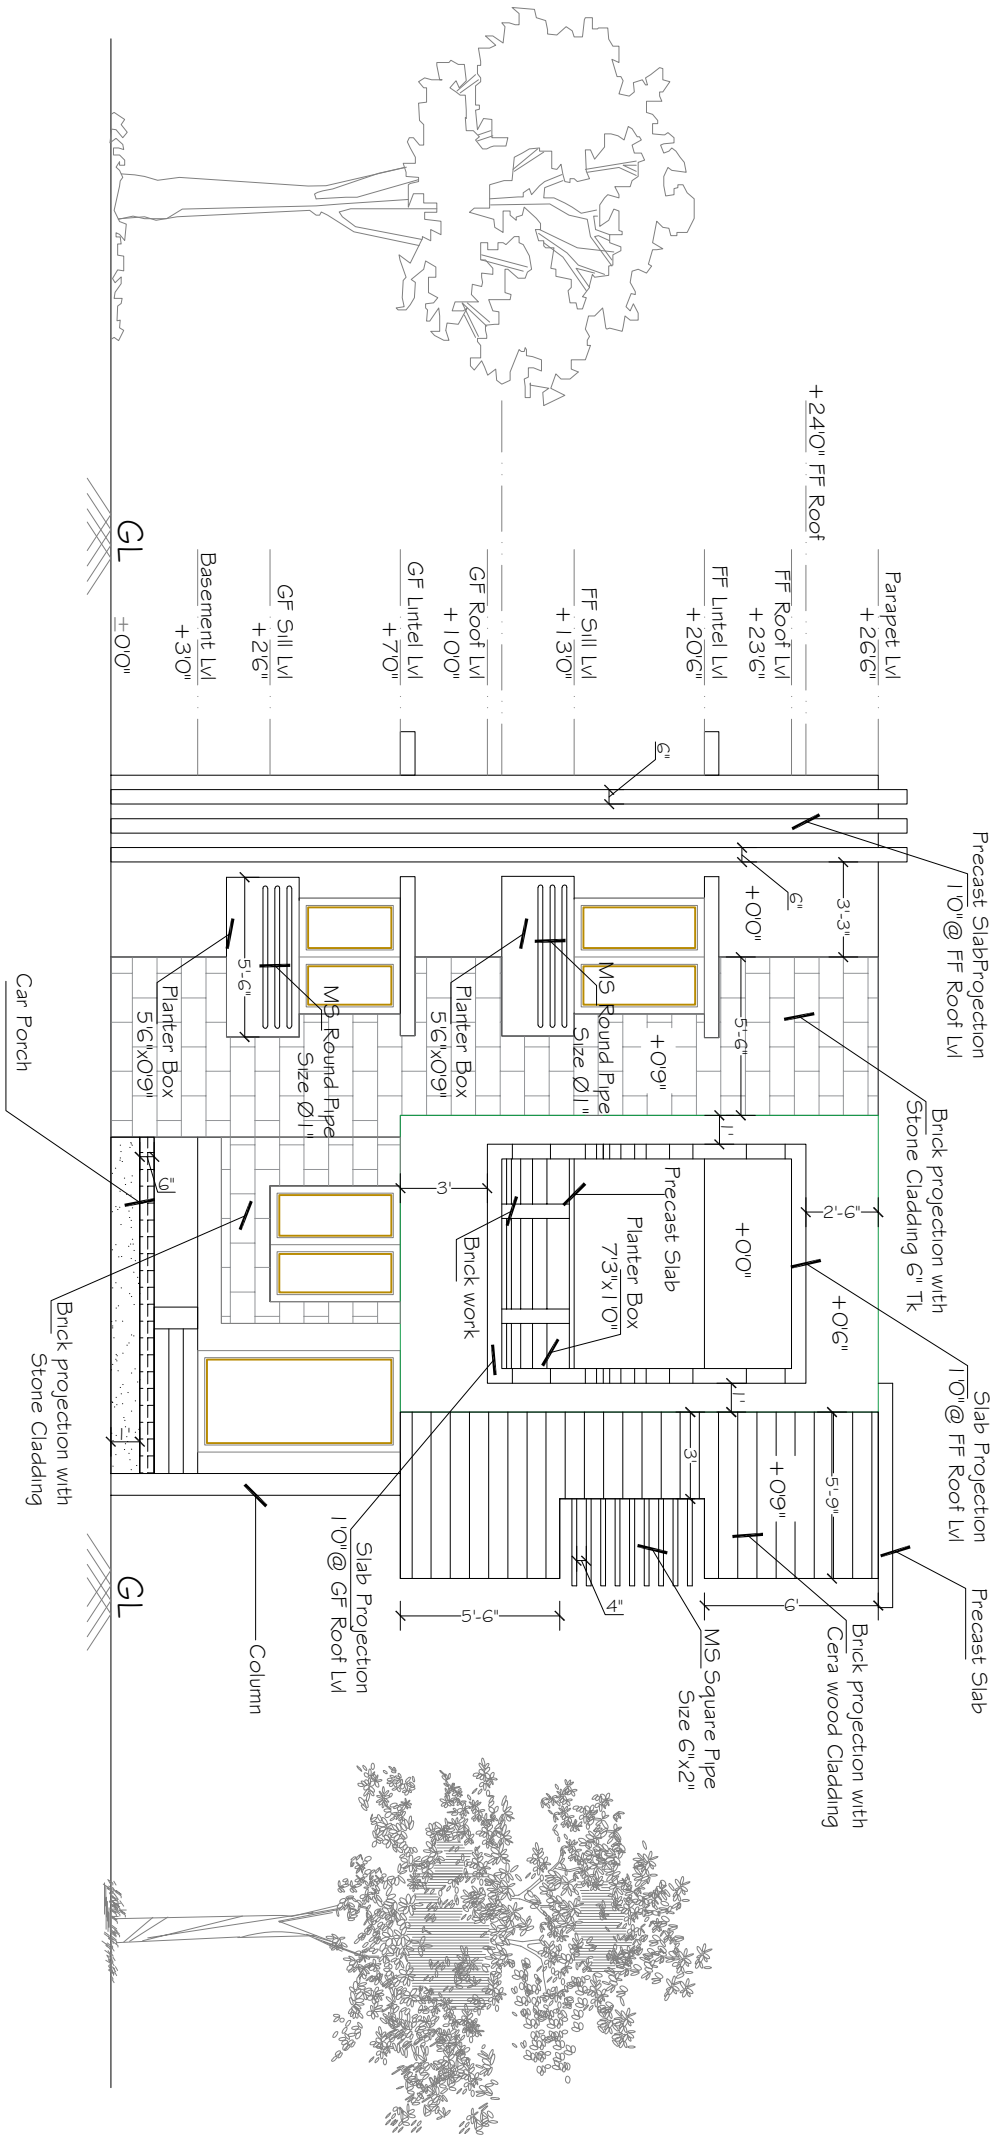 Precast SlabProjection
1'0"@ FF Roof Lvl
Brick projection with
Stone Cladding 6" Tk
Slab Projection
1'0"@ FF Roof Lvl
Precast Slab
Parapet Lvl
+26'6"
+24'0" FF Roof
FF Roof Lvl
+23'6"
FF Lintel Lvl
+20'6"
FF Sill Lvl
+13'0"
GF Roof Lvl
+10'0"
GF Lintel Lvl
+7'0"
GF Sill Lvl
+2'6"
Basement Lvl
+3'0"
±0'0"
GL
6"
6"
3'-3"
+0'0"
5'-6"
+0'9"
MS Round Pipe
Size Ø1"
Planter Box
5'6"x0'9"
MS Round Pipe
Size Ø1"
5'-6"
Planter Box
5'6"x0'9"
Car Porch
1'
2'-6"
+0'6"
+0'0"
Precast Slab
Planter Box
7'3"x1'0"
Brick work
3'
1'
6"
1'
Brick projection with
Stone Cladding
5'-9"
+0'9"
3'
6'
4"
5'-6"
Brick projection with
Cera wood Cladding
MS Square Pipe
Size 6"x2"
Slab Projection
1'0"@ GF Roof Lvl
Column
GL